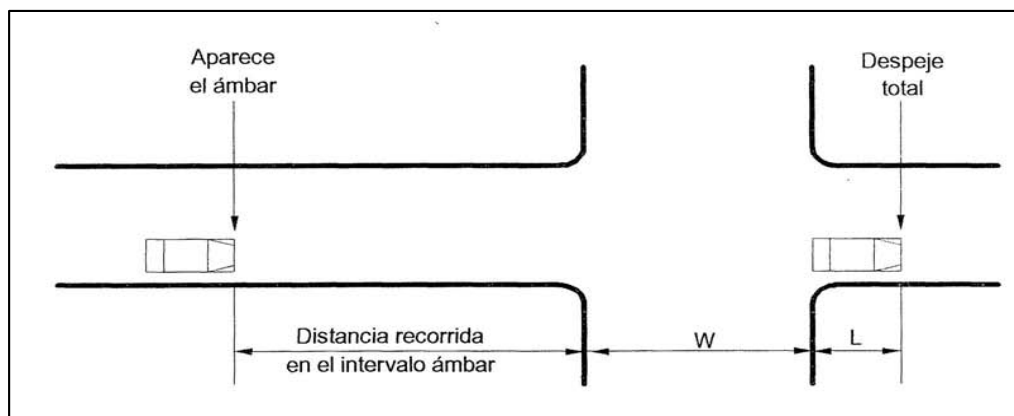 Aparece
el ámbar
Despeje
total
Distancia recorrida
en el intervalo ámbar
W
L